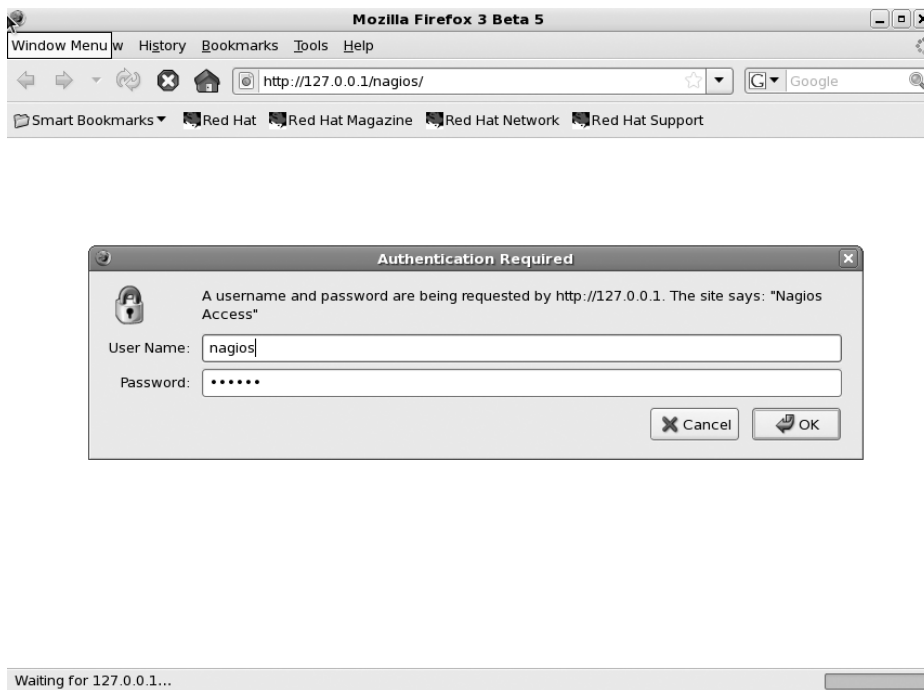 Mozilla Firefox 3 Beta 5
Window Menu w History Bookmarks Tools Help
http://127.0.0.1/nagios/ G Google
Smart Bookmarks Red Hat Red Hat Magazine Red Hat Network Red Hat Support
Authentication Required
A username and password are being requested by http://127.0.0.1. The site says: "Nagios
Access"
User Name: nagios
Password: ••••••
Cancel OK
Waiting for 127.0.0.1...